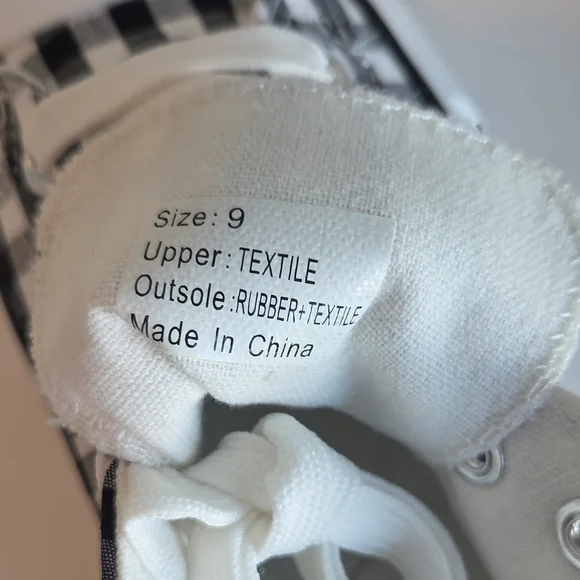 Size: 9
Upper: TEXTILE
Outsole:RUBBER+TEXTILE
Made In China